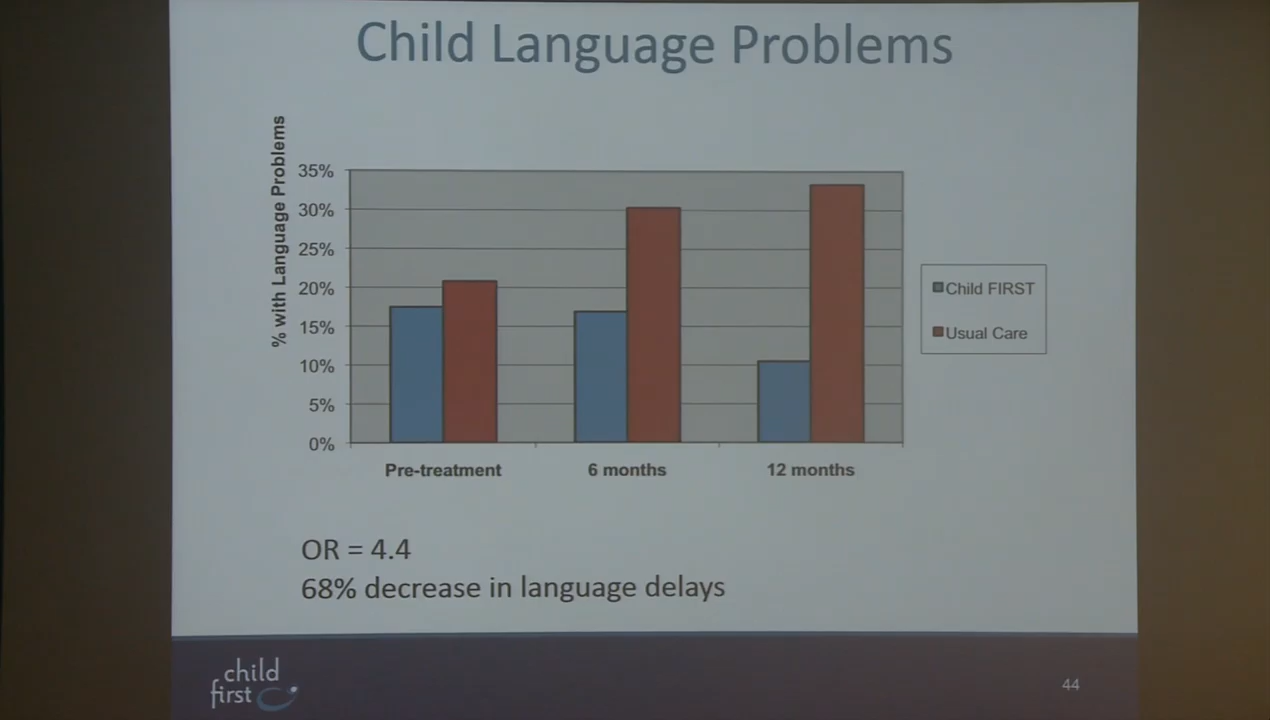 Child Language Problems
% with Language Problems
35%
30%
25%
20%
15%
10%
5%
0%
Pre-treatment
6 months
12 months
Child FIRST
Usual Care
OR = 4.4
68% decrease in language delays
child
first
44